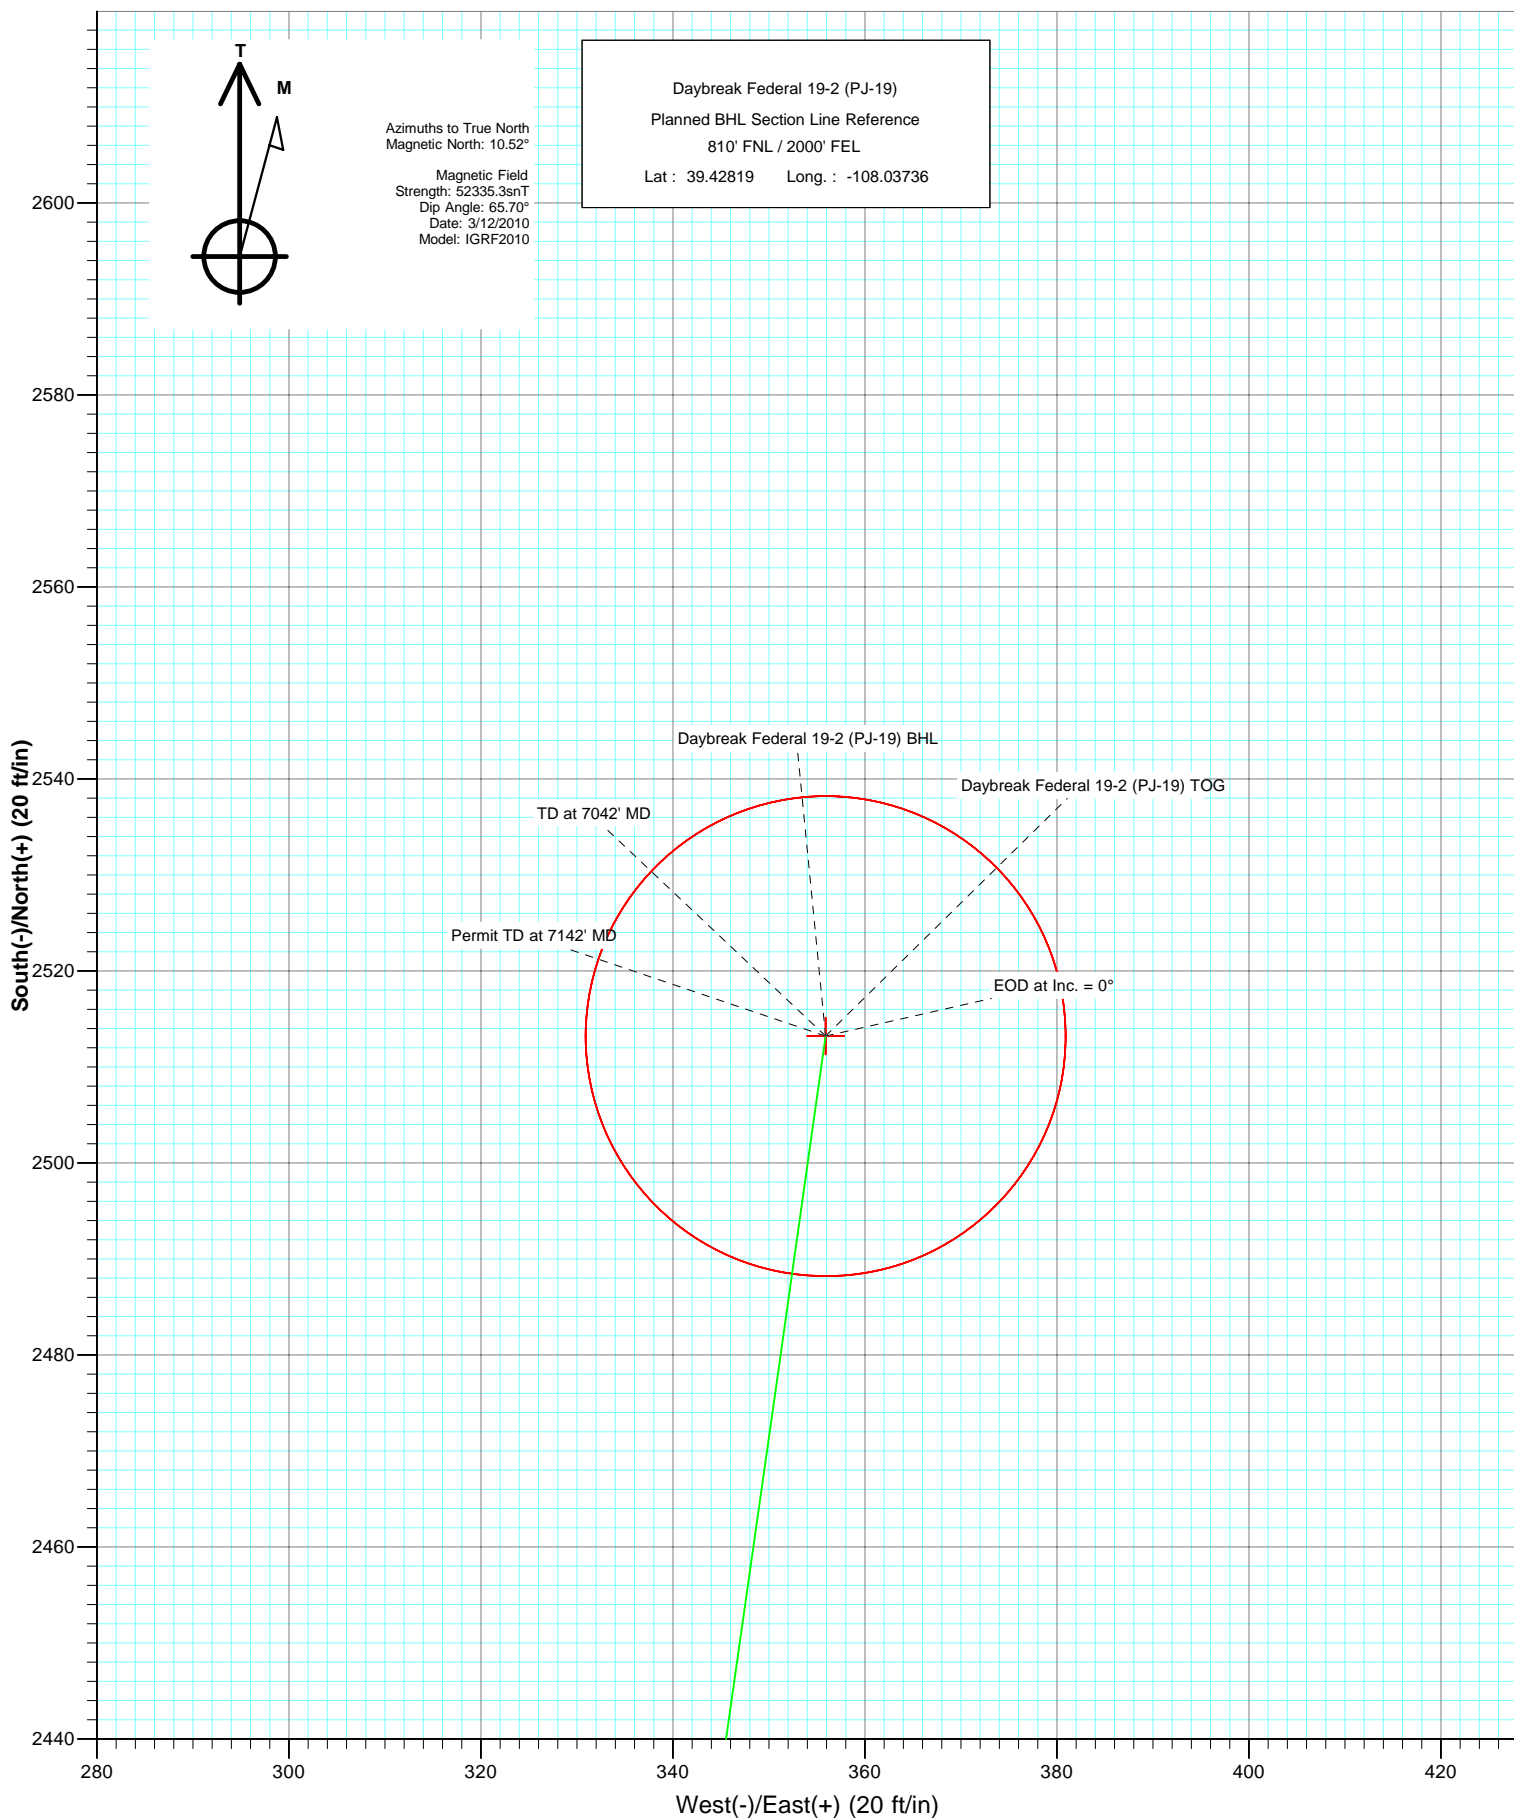 T
M
Azimuths to True North
Magnetic North: 10.52°
Magnetic Field
Strength: 52335.3snT
Dip Angle: 65.70°
Date: 3/12/2010
Model: IGRF2010
Daybreak Federal 19-2 (PJ-19)
Planned BHL Section Line Reference
810' FNL / 2000' FEL
Lat : 39.42819 Long. : -108.03736
2600
2580
2560
2540
2520
2500
2480
2460
2440
South(-)/North(+) (20 ft/in)
Daybreak Federal 19-2 (PJ-19) BHL
Daybreak Federal 19-2 (PJ-19) TOG
TD at 7042' MD
Permit TD at 7142' MD
EOD at Inc. = 0°
280 300 320 340 360 380 400 420
West(-)/East(+) (20 ft/in)